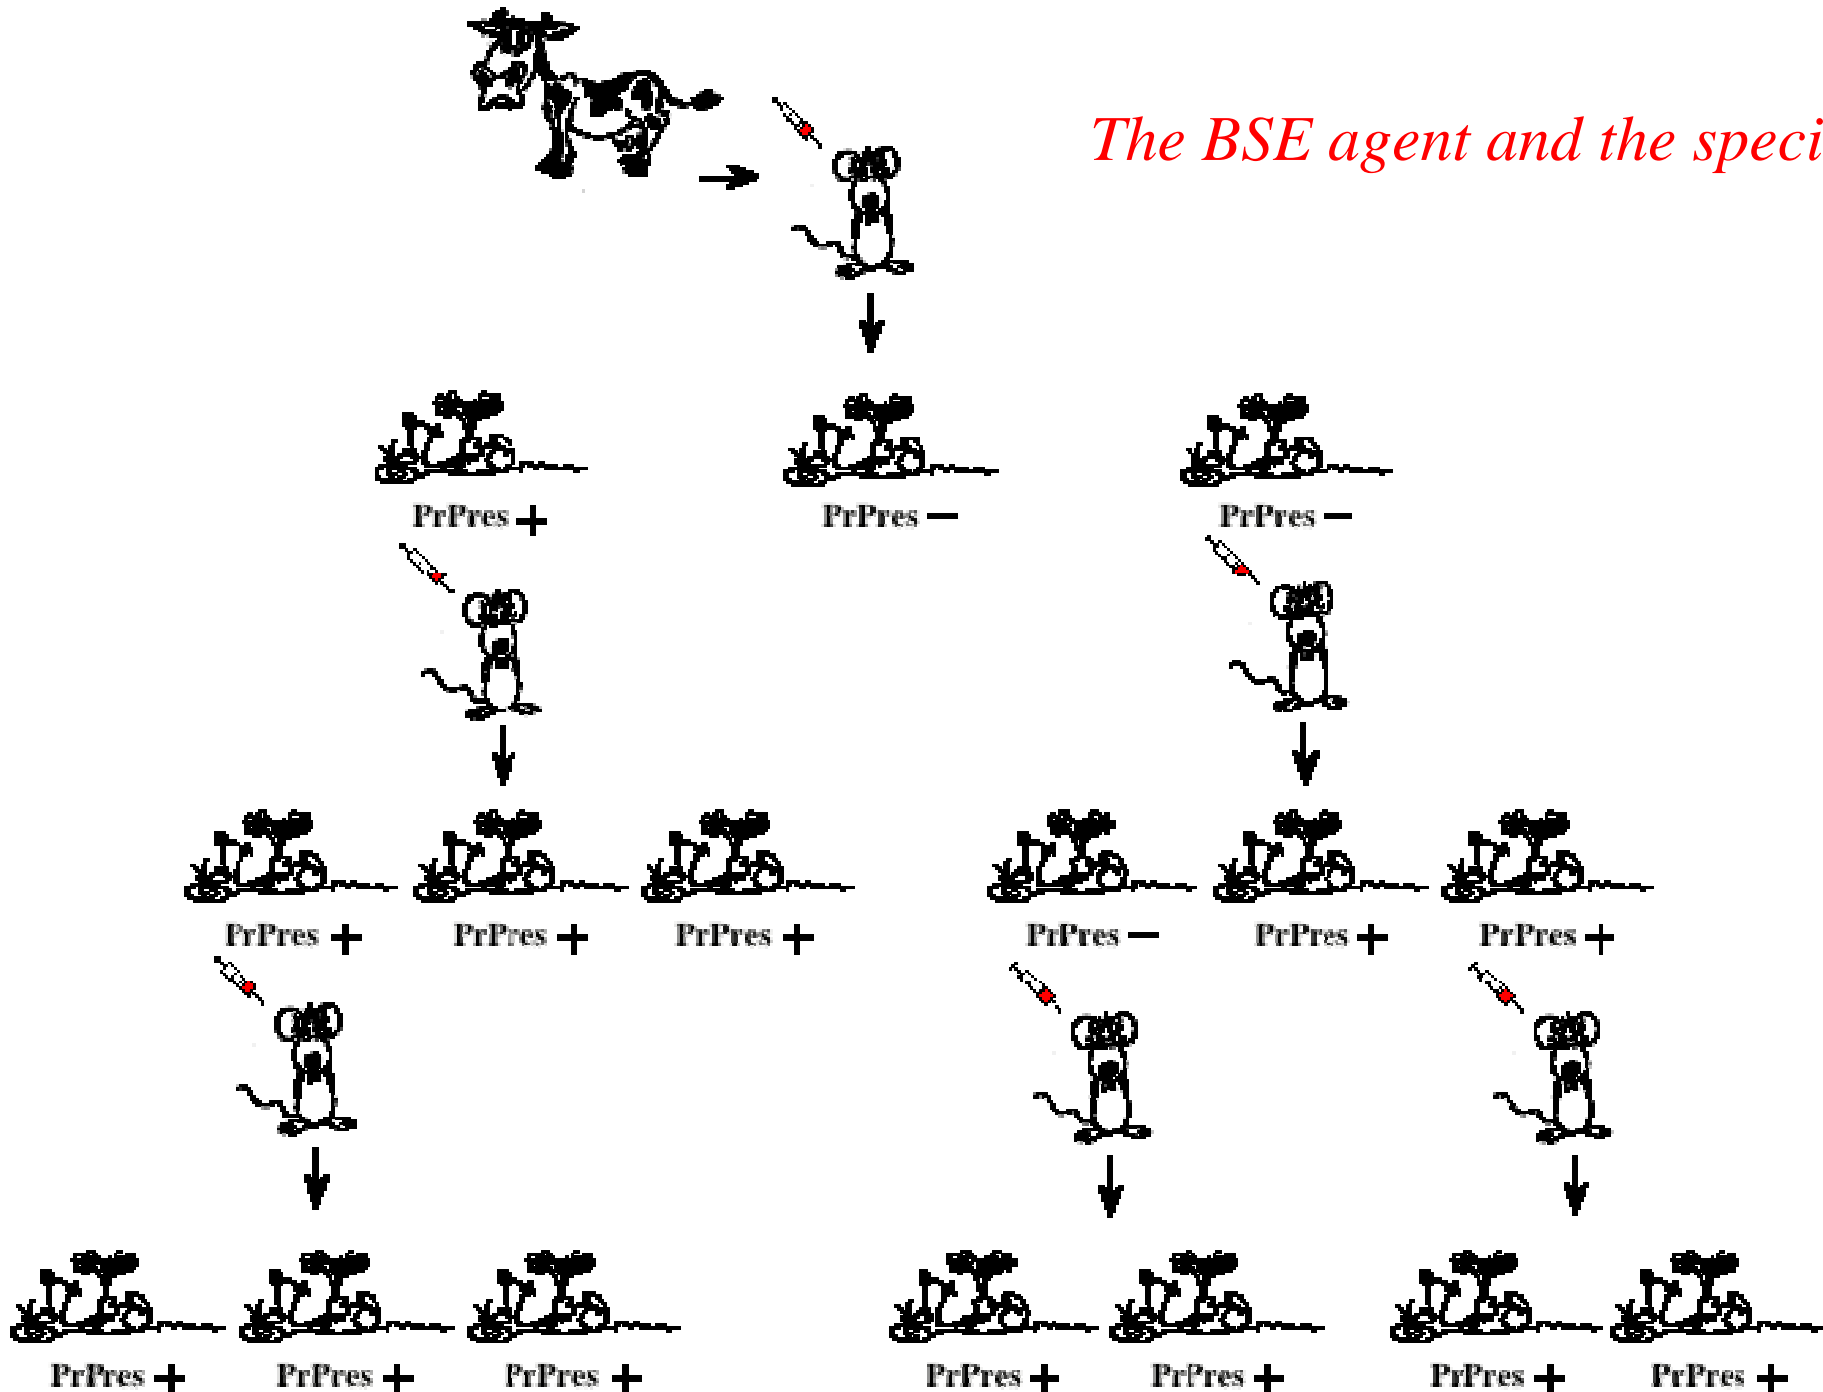 The BSE agent and the speci
PrPres + PrPres − PrPres −
PrPres + PrPres + PrPres + PrPres − PrPres + PrPres +
PrPres + PrPres + PrPres + PrPres + PrPres + PrPres + PrPres +